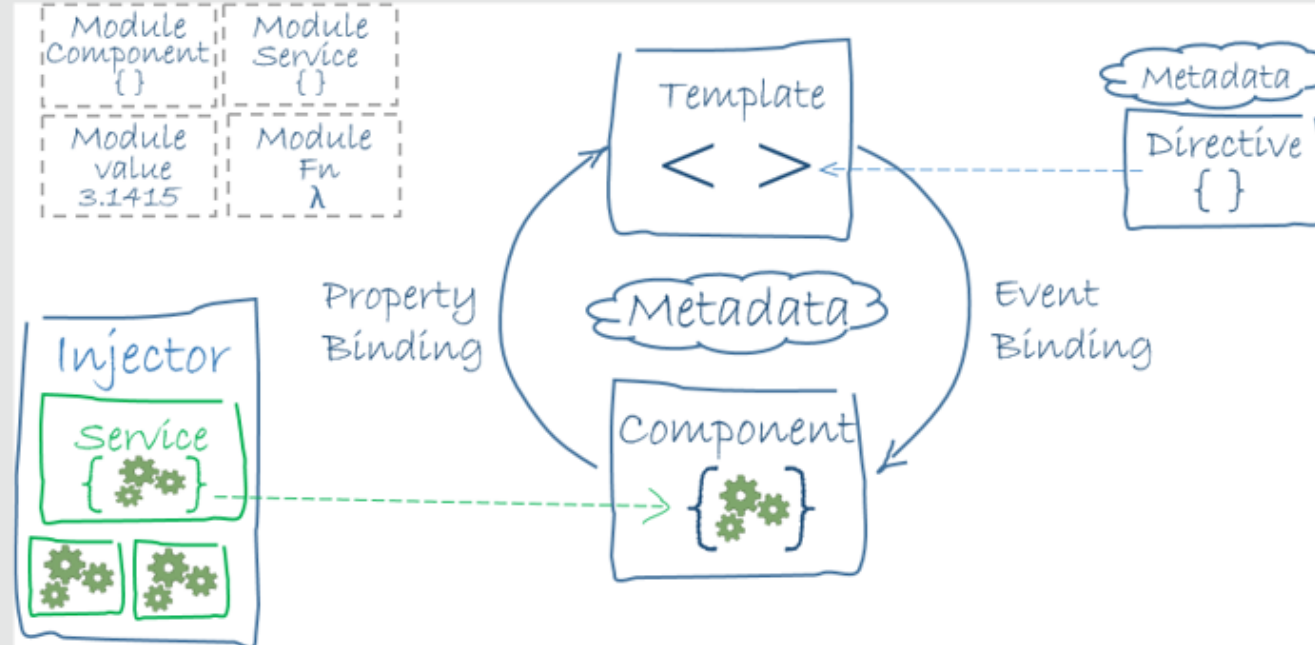 Module
Component
{ }
Module
Service
{ }
Module
value
3.1415
Module
Fn
λ
Template
< >
Metadata
Directive
{ }
Property
Binding
Metadata
Event
Binding
Injector
Service
{ }
Component
{ }